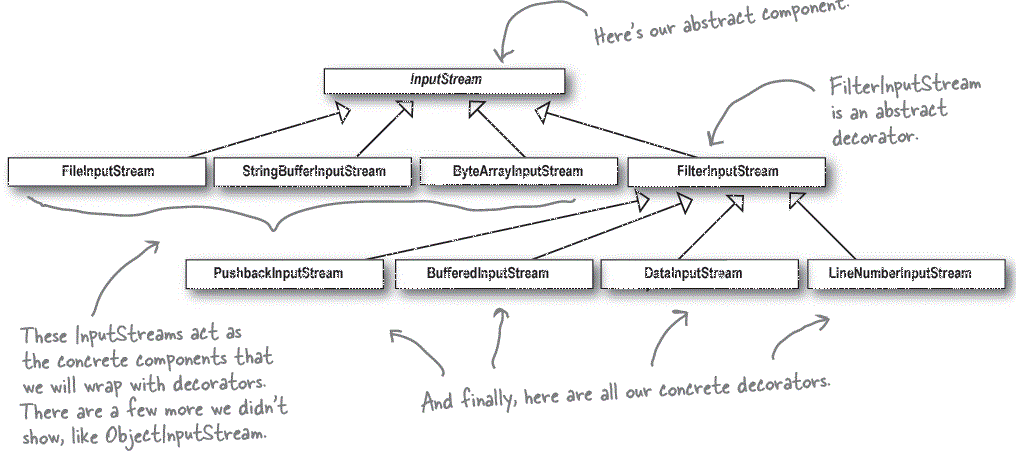 Here's our abstract component.
InputStream
FilterInputStream
is an abstract
decorator.
FileInputStream
StringBufferInputStream
ByteArrayInputStream
FilterInputStream
PushbackInputStream
BufferedInputStream
DataInputStream
LineNumberInputStream
These InputStreams act as
the concrete components that
we will wrap with decorators.
There are a few more we didn't
show, like ObjectInputStream.
And finally, here are all our concrete decorators.